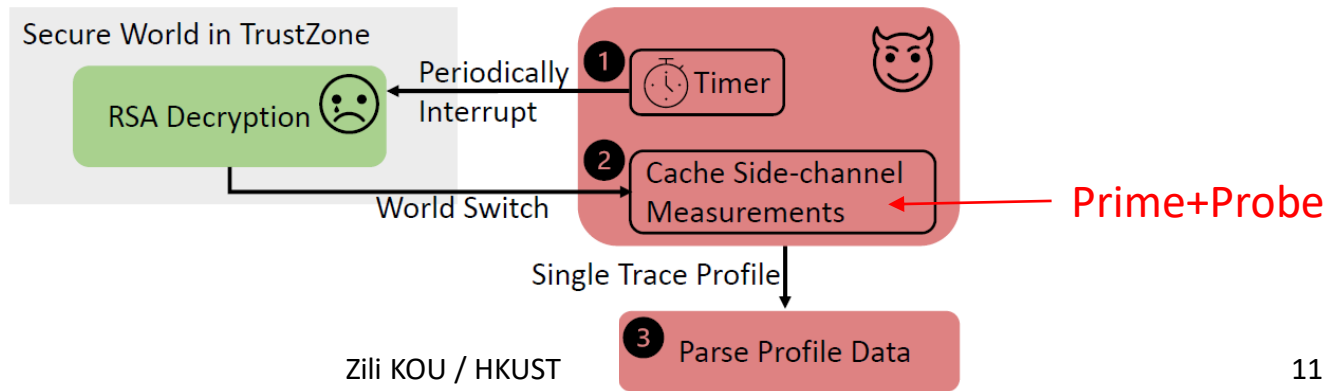 Secure World in TrustZone
RSA Decryption
Periodically
Interrupt
1
Timer
World Switch
2
Cache Side-channel
Measurements
Prime+Probe
Single Trace Profile
3
Parse Profile Data
Zili KOU / HKUST
11